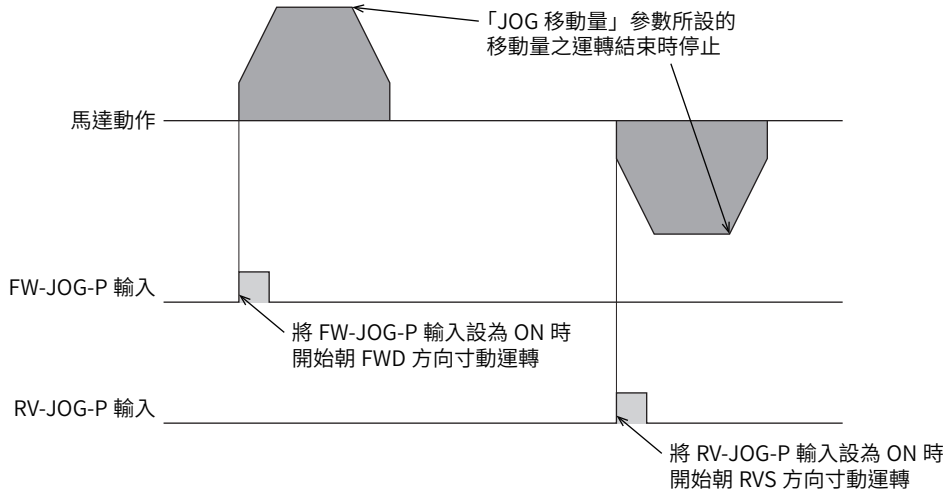 「JOG 移動量」參數所設的
移動量之運轉結束時停止
馬達動作
FW-JOG-P 輸入
將 FW-JOG-P 輸入設為 ON 時
開始朝 FWD 方向寸動運轉
RV-JOG-P 輸入
將 RV-JOG-P 輸入設為 ON 時
開始朝 RVS 方向寸動運轉